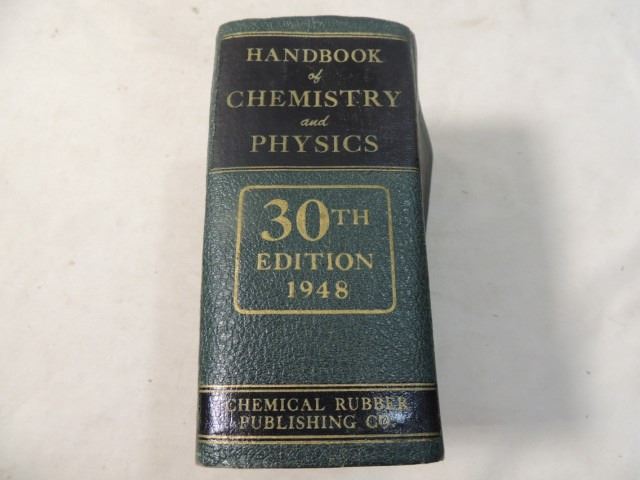 HANDBOOK
of
CHEMISTRY
and
PHYSICS
30TH
EDITION
1948
CHEMICAL RUBBER
PUBLISHING CO.